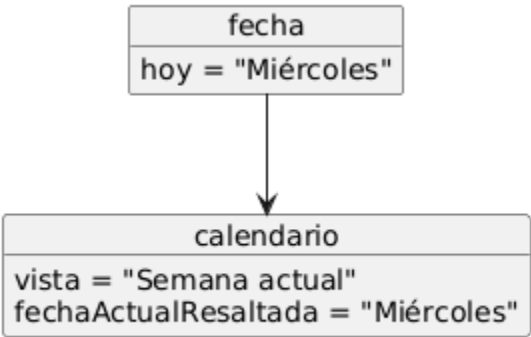 fecha
hoy = "Miércoles"
calendario
vista = "Semana actual"
fechaActualResaltada = "Miércoles"